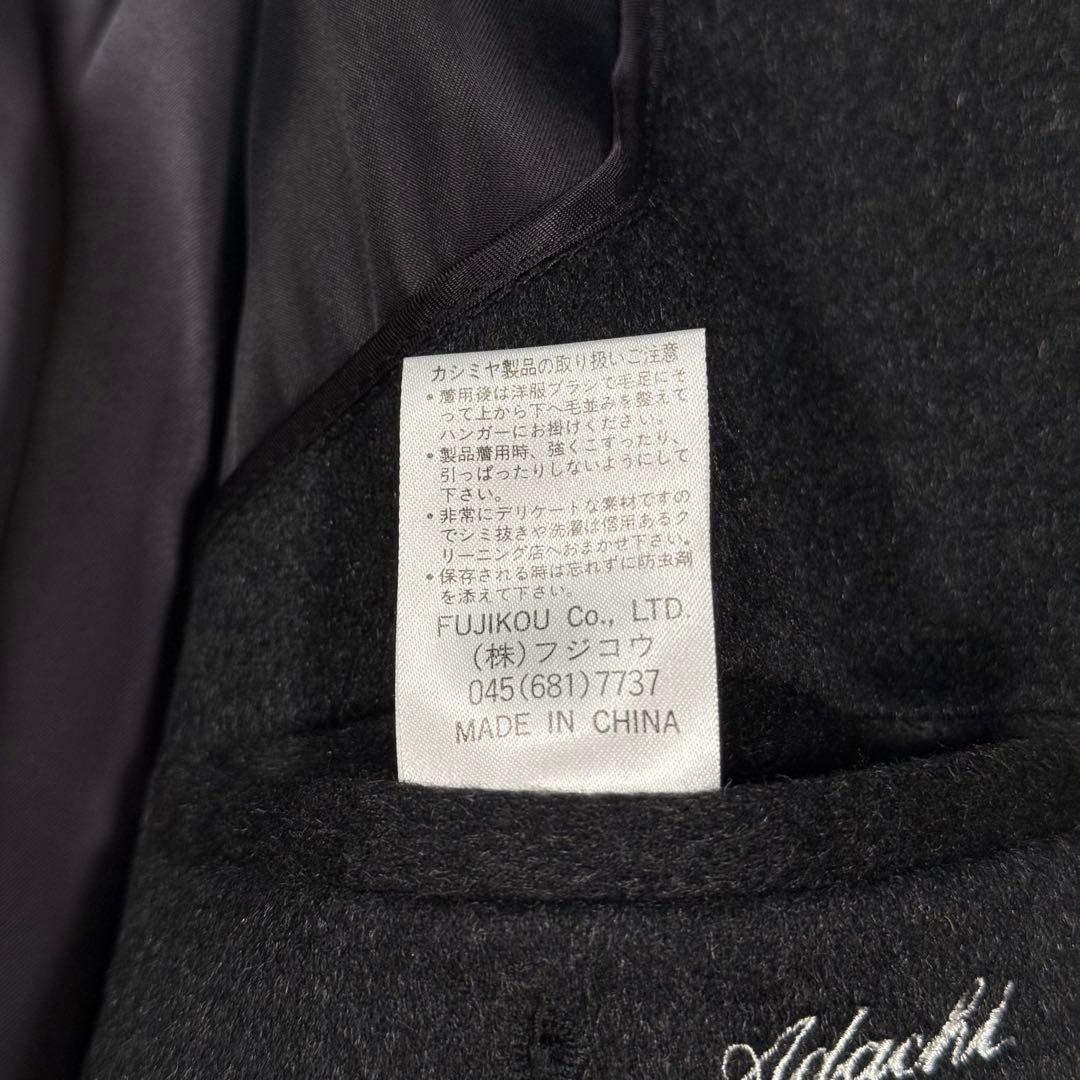 カシミヤ製品の取り扱いご注意
•着用後は洋服ブラシで毛足にそ
って上から下へ毛並みを整えて
ハンガーにお掛けください。
•製品着用時、強くこすったり、
引っぱったりしないようにして
下さい。
•非常にデリケートな素材ですの
でシミ抜きや洗濯は信用あるク
リーニング店へおまかせ下さい。
•保存される時は忘れずに防虫剤
を添えて下さい。
FUJIKOU Co., LTD.
(株)フジコウ
045(681)7737
MADE IN CHINA
Adachi